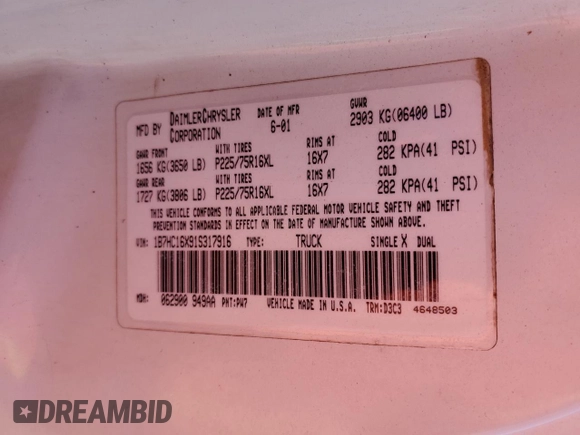 MFD BY DAIMLERCHRYSLER CORPORATION DATE OF MFR 6-01 GVWR 2903 KG(06400 LB)
GAWR FRONT WITH TIRES RIMS AT COLD
1656 KG(3650 LB) P225/75R16XL 16X7 282 KPA(41 PSI)
GAWR REAR WITH TIRES RIMS AT COLD
1727 KG(3806 LB) P225/75R16XL 16X7 282 KPA(41 PSI)
THIS VEHICLE CONFORMS TO ALL APPLICABLE FEDERAL MOTOR VEHICLE SAFETY AND THEFT
PREVENTION STANDARDS IN EFFECT ON THE DATE OF MANUFACTURE SHOWN ABOVE.
VIN: 1B7HC16X91S317916 TYPE: TRUCK SINGLE X DUAL
MDH: 062900 949AA PNT:PW7 VEHICLE MADE IN U.S.A. TRM:D3C3 4648503
DREAMBID